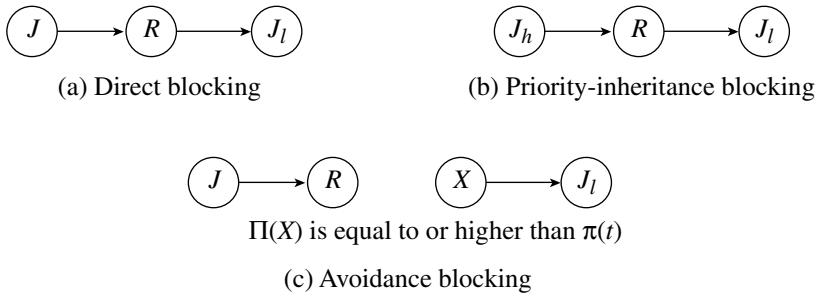 J R J_l J_h R J_l
(a) Direct blocking (b) Priority-inheritance blocking
J R X J_l
Π(X) is equal to or higher than π(t)
(c) Avoidance blocking